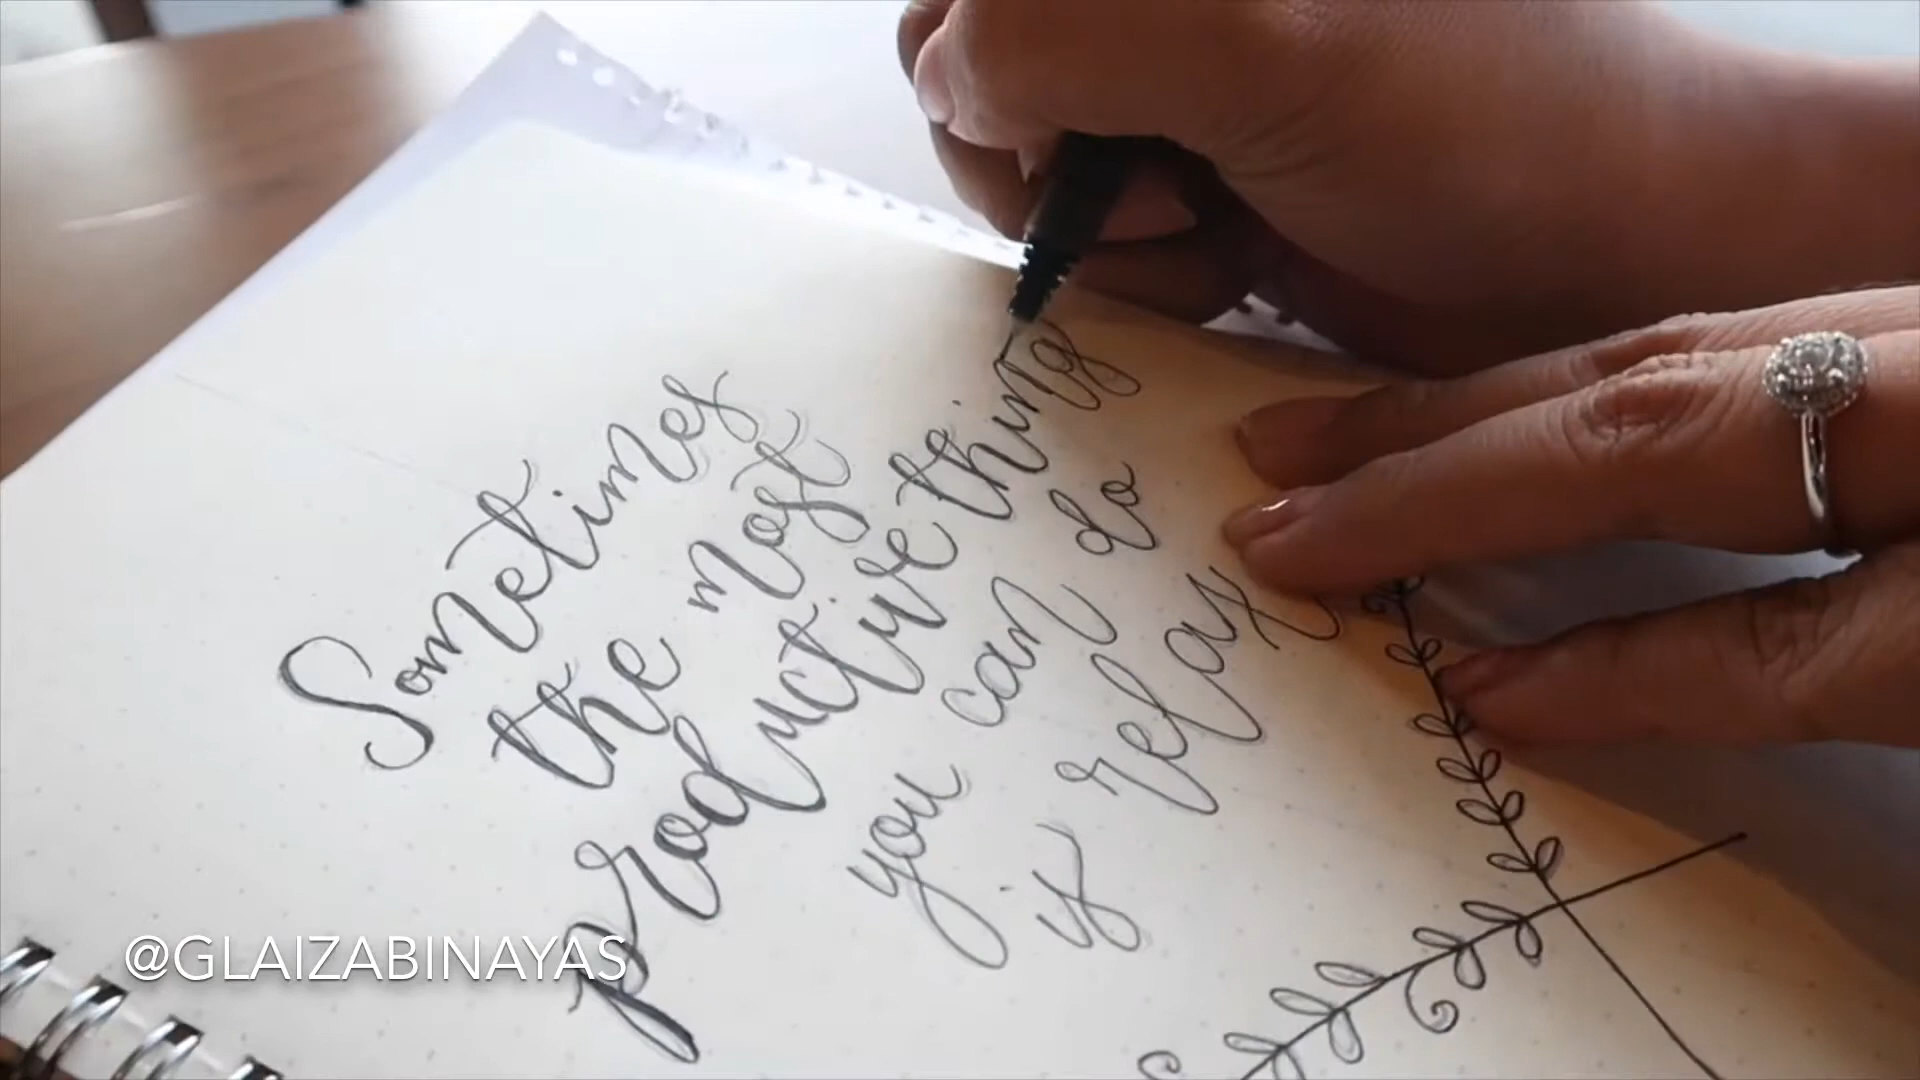 Sometimes
the most
productive thing
you can do
is relax
@GLAIZABINAYAS